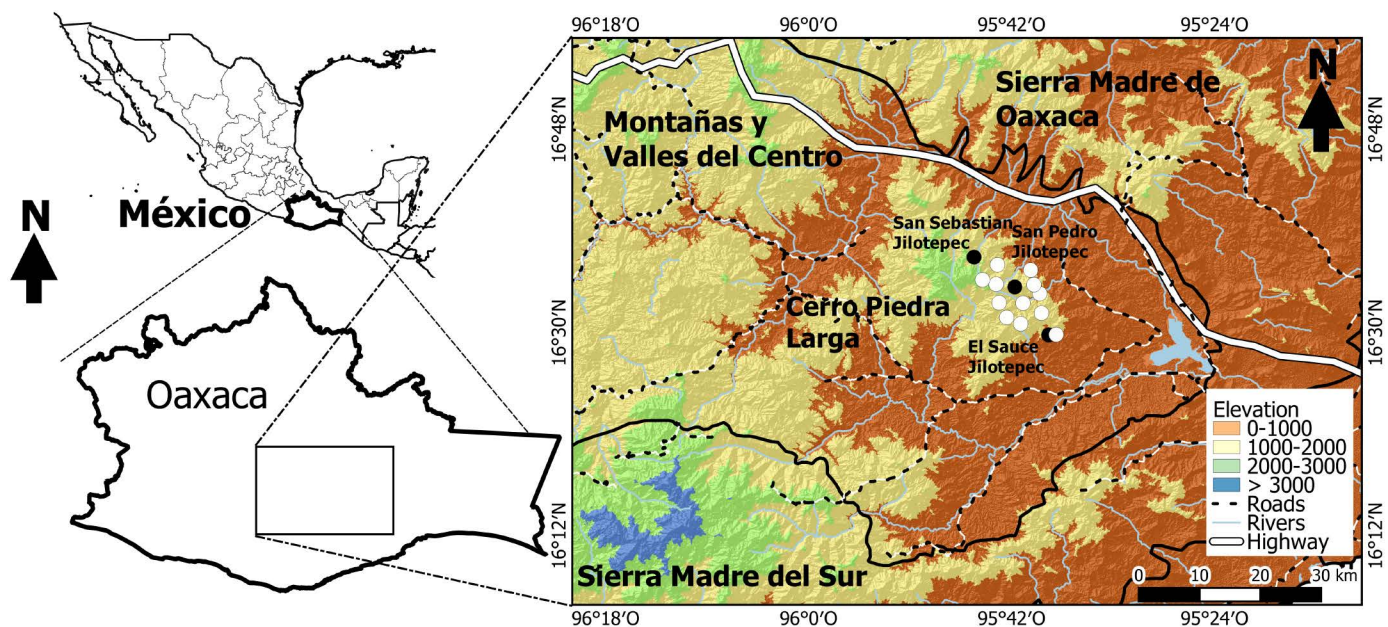 96°18′O 96°0′O 95°42′O 95°24′O
N
México
Oaxaca
Sierra Madre de
Oaxaca
N
Montañas y
Valles del Centro
San Sebastian
Jilotepec
San Pedro
Jilotepec
Cerro Piedra
Larga
El Sauce
Jilotepec
Sierra Madre del Sur
16°48′N
16°30′N
16°12′N
16°48′N
16°30′N
16°12′N
Elevation
0-1000
1000-2000
2000-3000
> 3000
Roads
Rivers
Highway
0 10 20 30 km
96°18′O 96°0′O 95°42′O 95°24′O